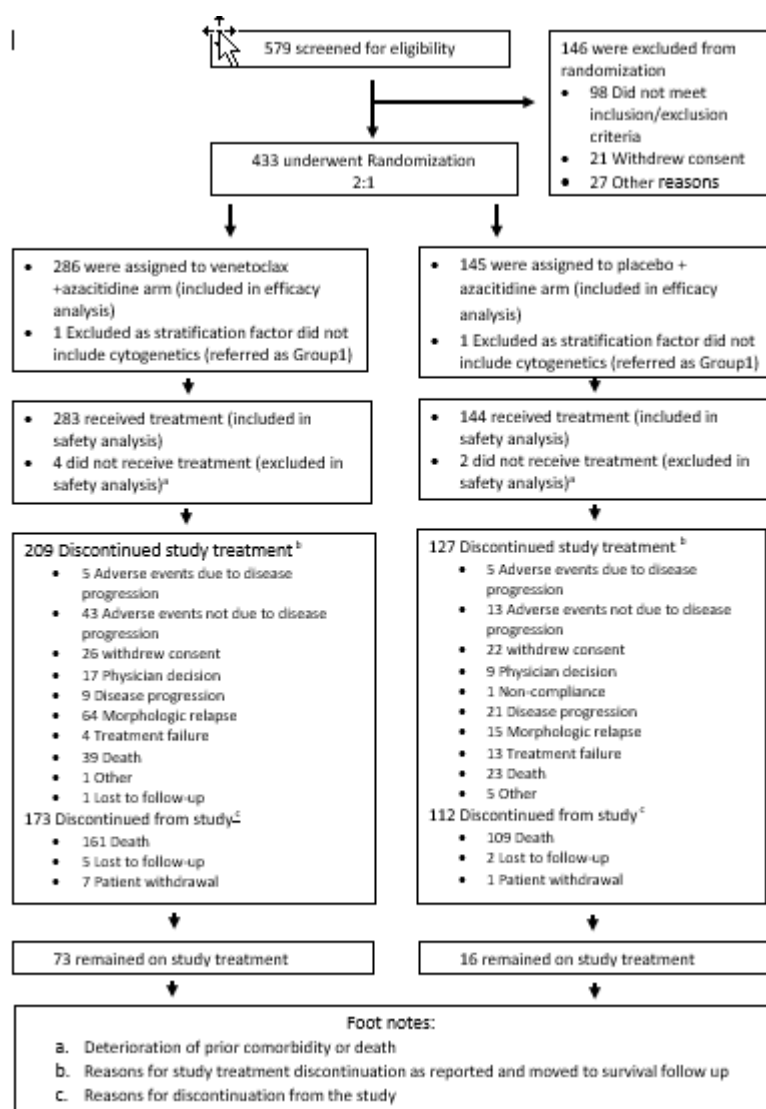 579 screened for eligibility
146 were excluded from
randomization
• 98 Did not meet
inclusion/exclusion
criteria
• 21 Withdrew consent
• 27 Other reasons
433 underwent Randomization
2:1
• 286 were assigned to venetoclax
+azacitidine arm (included in efficacy
analysis)
• 1 Excluded as stratification factor did not
include cytogenetics (referred as Group1)
• 145 were assigned to placebo +
azacitidine arm (included in efficacy
analysis)
• 1 Excluded as stratification factor did not
include cytogenetics (referred as Group1)
• 283 received treatment (included in
safety analysis)
• 4 did not receive treatment (excluded in
safety analysis)a
• 144 received treatment (included in
safety analysis)
• 2 did not receive treatment (excluded in
safety analysis)a
209 Discontinued study treatment b
• 5 Adverse events due to disease
progression
• 43 Adverse events not due to disease
progression
• 26 withdrew consent
• 17 Physician decision
• 9 Disease progression
• 64 Morphologic relapse
• 4 Treatment failure
• 39 Death
• 1 Other
• 1 Lost to follow-up
173 Discontinued from studyc
• 161 Death
• 5 Lost to follow-up
• 7 Patient withdrawal
127 Discontinued study treatment b
• 5 Adverse events due to disease
progression
• 13 Adverse events not due to disease
progression
• 22 withdrew consent
• 9 Physician decision
• 1 Non-compliance
• 21 Disease progression
• 15 Morphologic relapse
• 13 Treatment failure
• 23 Death
• 5 Other
112 Discontinued from study c
• 109 Death
• 2 Lost to follow-up
• 1 Patient withdrawal
73 remained on study treatment
16 remained on study treatment
Foot notes:
a. Deterioration of prior comorbidity or death
b. Reasons for study treatment discontinuation as reported and moved to survival follow up
c. Reasons for discontinuation from the study